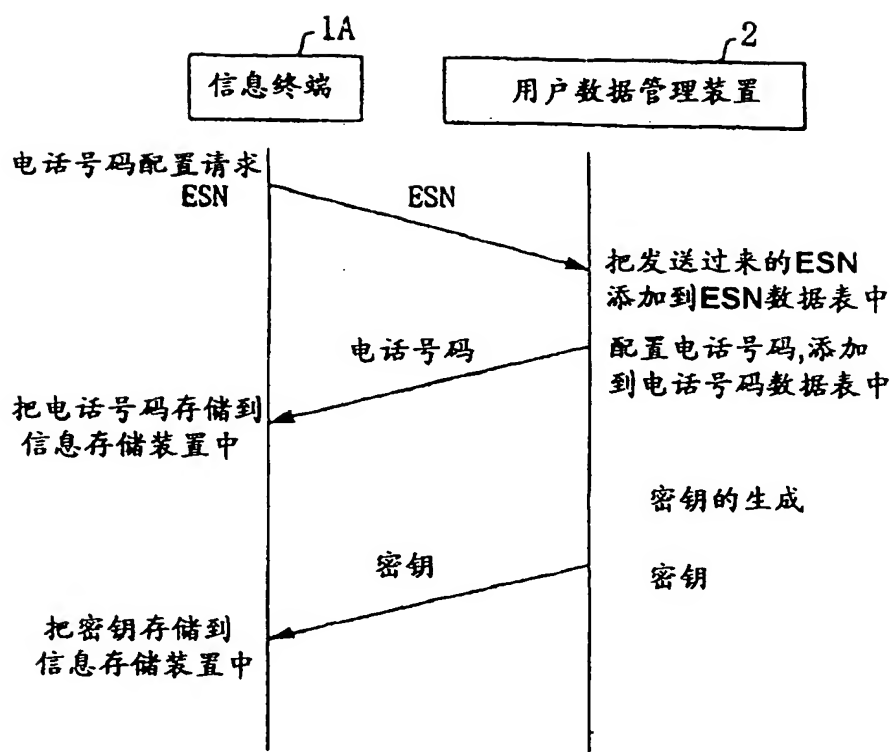 1A
2
信息终端
用户数据管理装置
电话号码配置请求
ESN
ESN
把发送过来的ESN
添加到ESN数据表中
电话号码
配置电话号码,添加
到电话号码数据表中
把电话号码存储到
信息存储装置中
密钥的生成
密钥
密钥
把密钥存储到
信息存储装置中